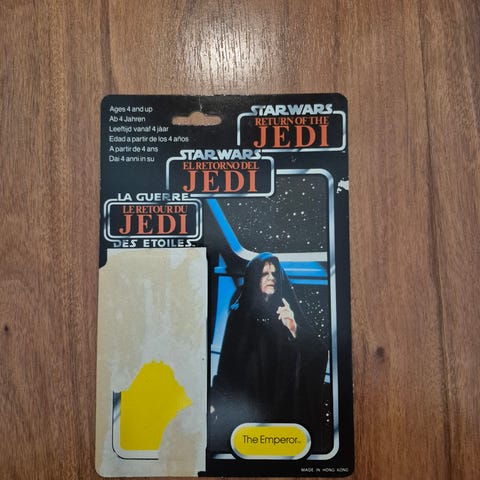 Ages 4 and up
Ab 4 Jahren
Leeftijd vanaf 4 jáar
Edad a partir de los 4 años
A partir de 4 ans
Dai 4 anni in su
STAR WARS
RETURN OF THE
JEDI
STAR WARS
EL RETORNO DEL
JEDI
LA GUERRE
LE RETOUR DU
JEDI
DES ETOILES
The Emperor™
MADE IN HONG KONG